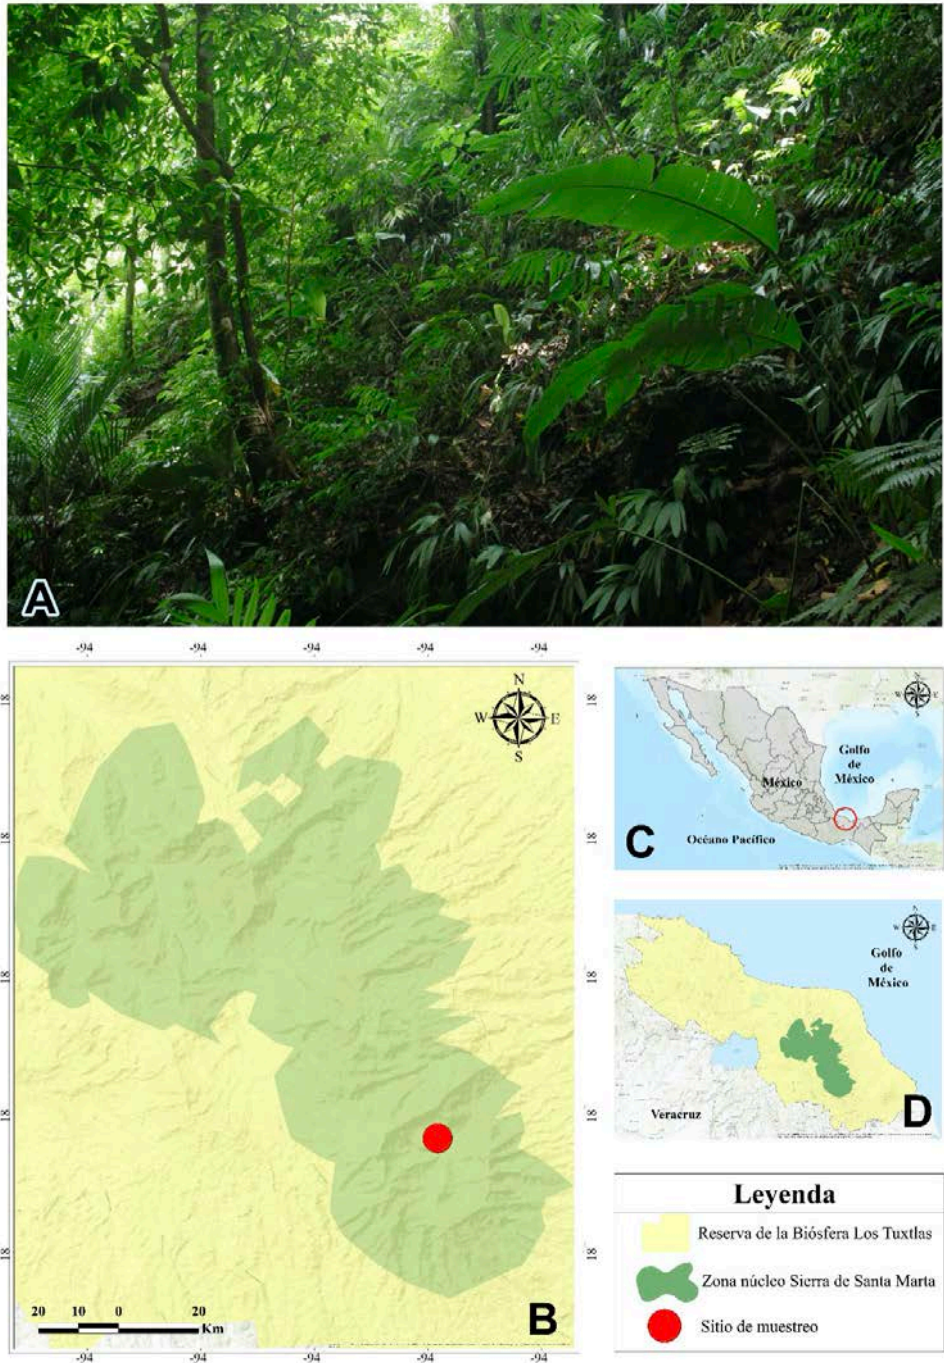 A
-94 -94 -94 -94 -94
18
N
W E
S
18
18
18
18
20 10 0 20
Km
B
-94 -94 -94 -94 -94
Golfo
de
México
México
Océano Pacífico
C
N
W E
Golfo
de
México
Veracruz
D
Leyenda
Reserva de la Biósfera Los Tuxtlas
Zona núcleo Sierra de Santa Marta
Sitio de muestreo